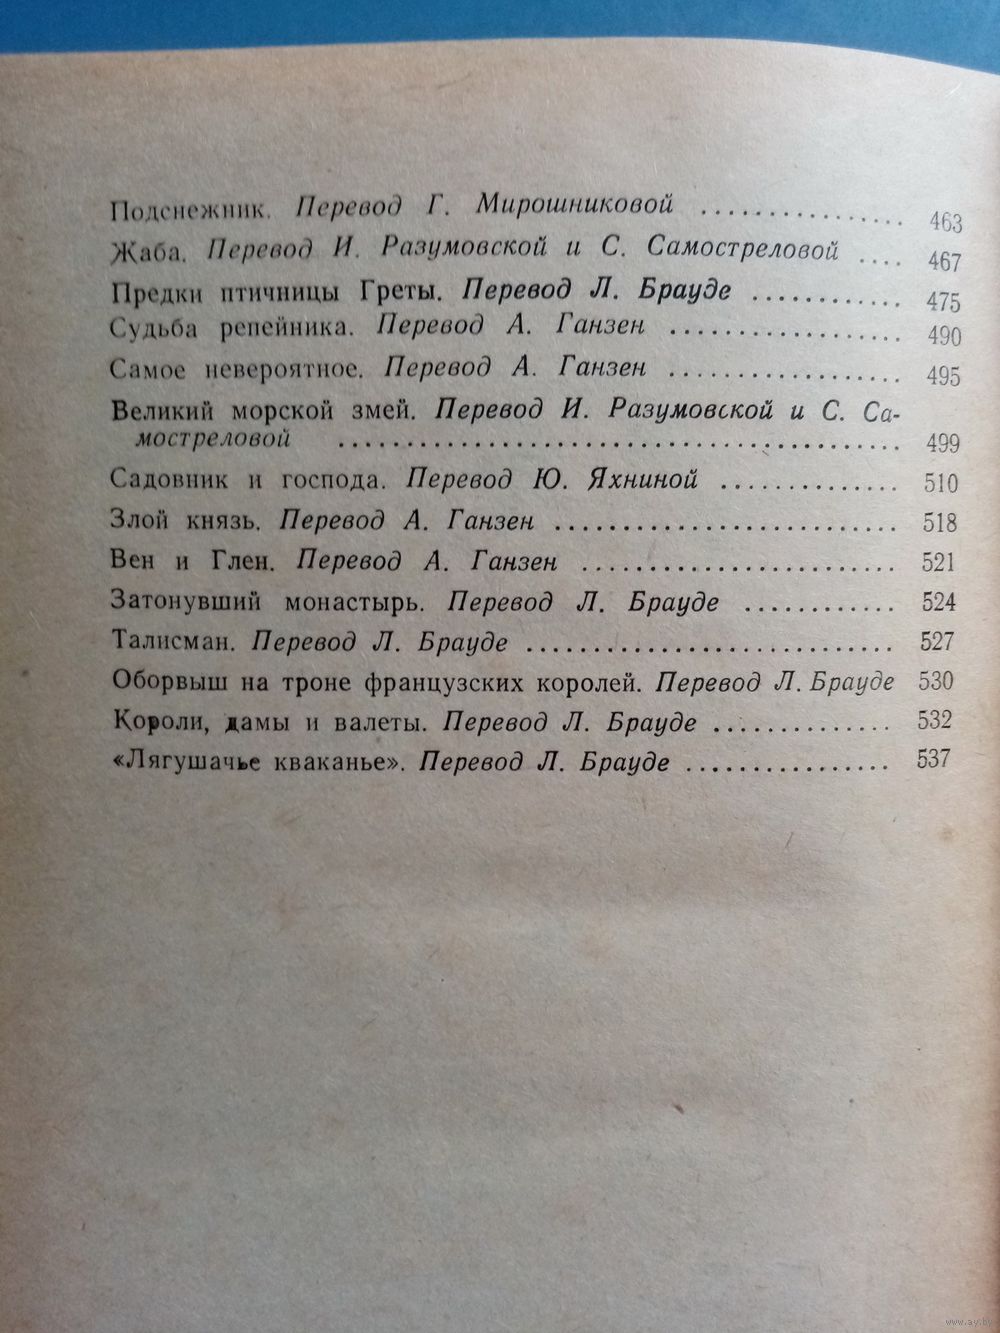 Подснежник. Перевод Г. Мирошниковой ................ 463
Жаба. Перевод И. Разумовской и С. Самостреловой .... 467
Предки птичницы Греты. Перевод Л. Брауде ............ 475
Судьба репейника. Перевод А. Ганзен .................. 490
Самое невероятное. Перевод А. Ганзен .................. 495
Великий морской змей. Перевод И. Разумовской и С. Са-
мостреловой .......................................... 499
Садовник и господа. Перевод Ю. Яхниной .............. 510
Злой князь. Перевод А. Ганзен .......................... 518
Вен и Глен. Перевод А. Ганзен ........................ 521
Затонувший монастырь. Перевод Л. Брауде ............ 524
Талисман. Перевод Л. Брауде ............................ 527
Оборвыш на троне французских королей. Перевод Л. Брауде 530
Короли, дамы и валеты. Перевод Л. Брауде .............. 532
«Лягушачье кваканье». Перевод Л. Брауде ................ 537
www.ay.by